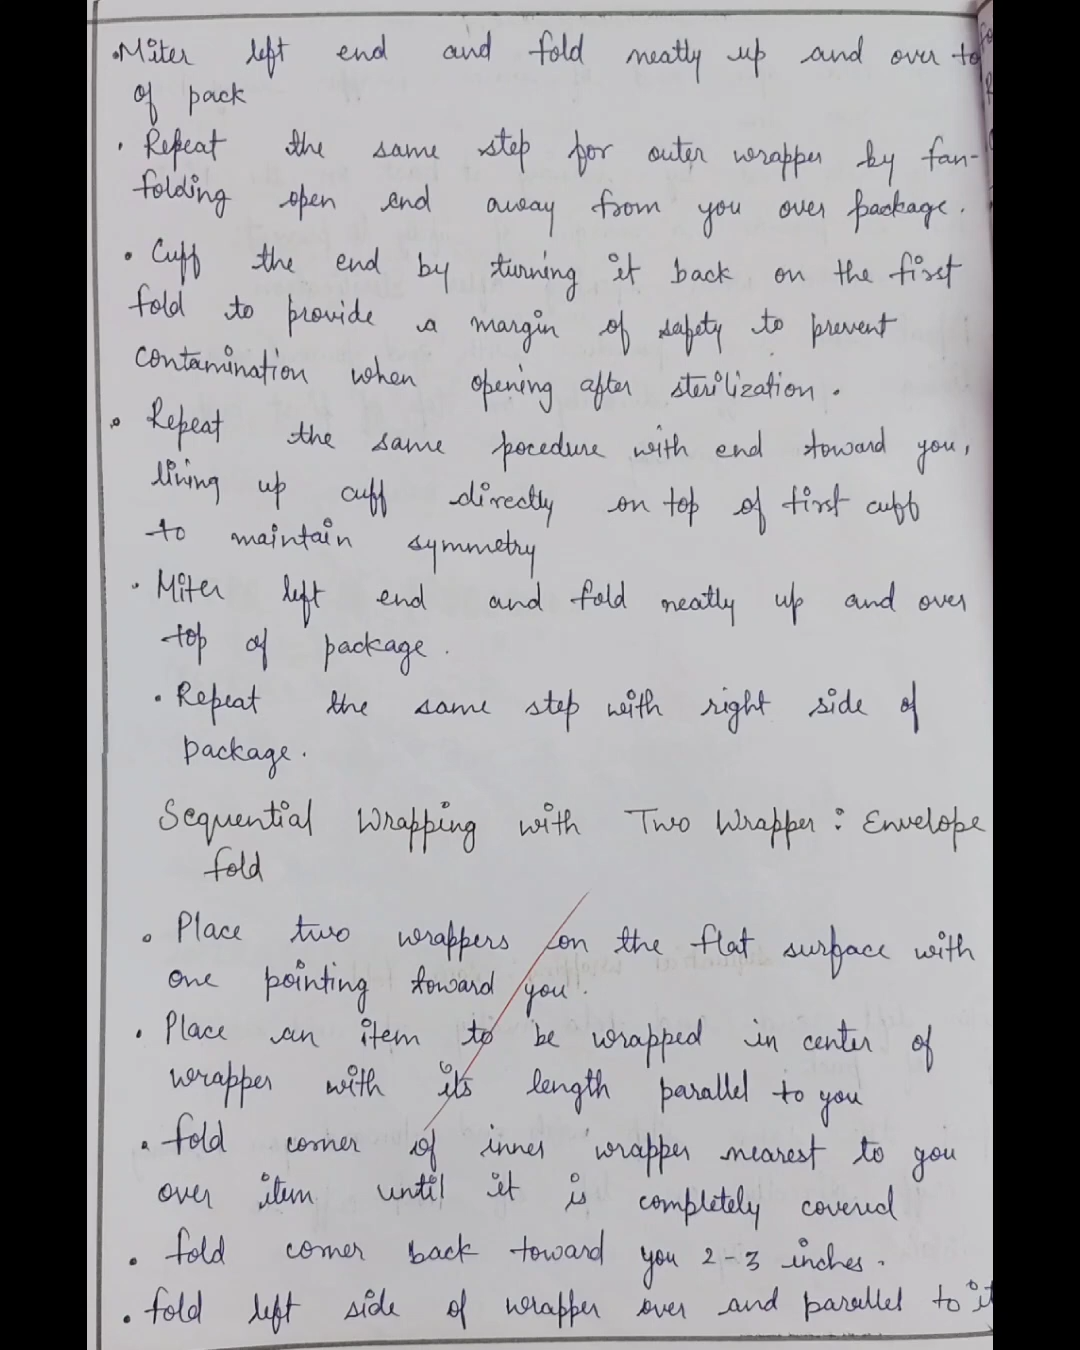 • Miter left end and fold neatly up and over to
of pack
• Repeat the same step for outer wrapper by fan-
folding open end away from you over package.
• Cuff the end by turning it back on the first
fold to provide a margin of safety to prevent
contamination when opening after sterilization.
• Repeat the same pocedure with end toward you,
lining up cuff directly on top of first cuff
to maintain symmetry
• Miter left end and fold neatly up and over
top of package.
• Repeat the same step with right side of
package.
Sequential Wrapping with Two Wrapper: Envelope
fold
• Place two wrappers on the flat surface with
one pointing toward you.
• Place an item to be wrapped in center of
wrapper with its length parallel to you
• fold corner of inner wrapper nearest to you
over item until it is completely covered
• fold corner back toward you 2-3 inches.
• fold left side of wrapper over and parallel to it